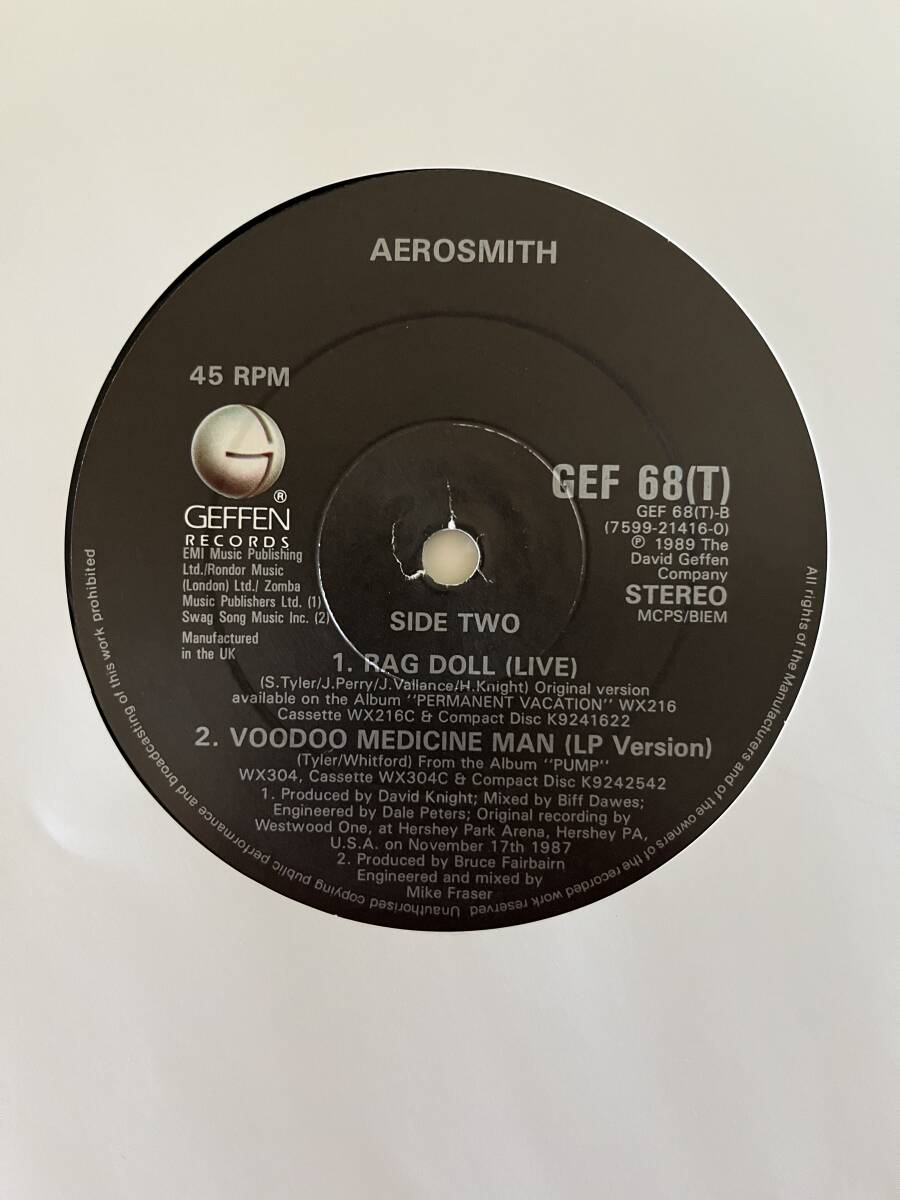 AEROSMITH
45 RPM
®
GEFFEN
RECORDS
EMI Music Publishing
Ltd./Rondor Music
(London) Ltd./ Zomba
Music Publishers Ltd. (1)
Swag Song Music Inc. (2)
Manufactured
in the UK
GEF 68(T)
GEF 68(T)-B
(7599-21416-0)
℗ 1989 The
David Geffen
Company
STEREO
MCPS/BIEM
SIDE TWO
1. RAG DOLL (LIVE)
(S.Tyler/J.Perry/J.Vallance/H.Knight) Original version
available on the Album "PERMANENT VACATION" WX216
Cassette WX216C & Compact Disc K9241622
2. VOODOO MEDICINE MAN (LP Version)
(Tyler/Whitford) From the Album "PUMP"
WX304, Cassette WX304C & Compact Disc K9242542
1. Produced by David Knight; Mixed by Biff Dawes;
Engineered by Dale Peters; Original recording by
Westwood One, at Hershey Park Arena, Hershey PA,
U.S.A. on November 17th 1987
2. Produced by Bruce Fairbairn
Engineered and mixed by
Mike Fraser
All rights of the Manufacturers and of the owners of the recorded work reserved. Unauthorised copying public performance and broadcasting of this work prohibited